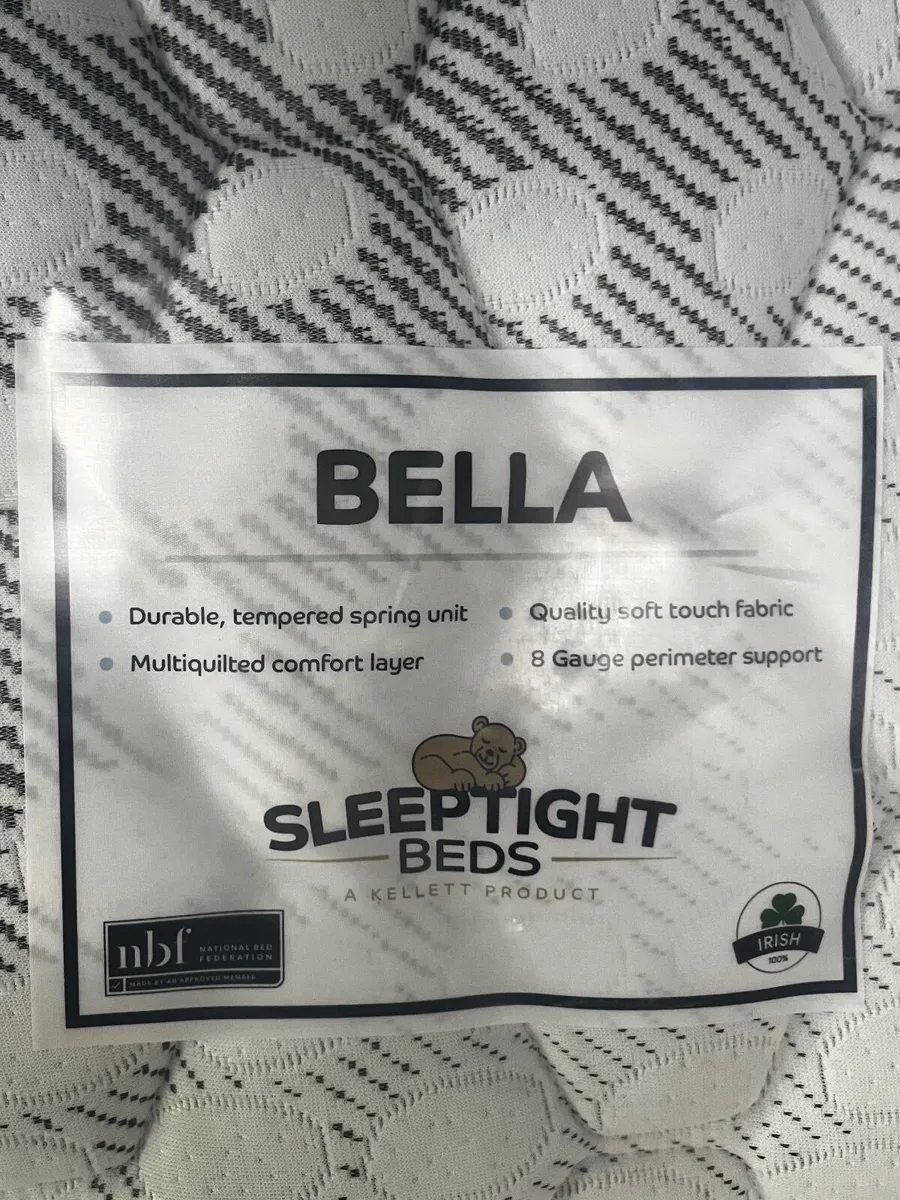 BELLA
Durable, tempered spring unit
Quality soft touch fabric
Multiquilted comfort layer
8 Gauge perimeter support
SLEEPTIGHT
BEDS
A KELLETT PRODUCT
nbf
NATIONAL BED
FEDERATION
MADE BY AN APPROVED MEMBER
IRISH
100%